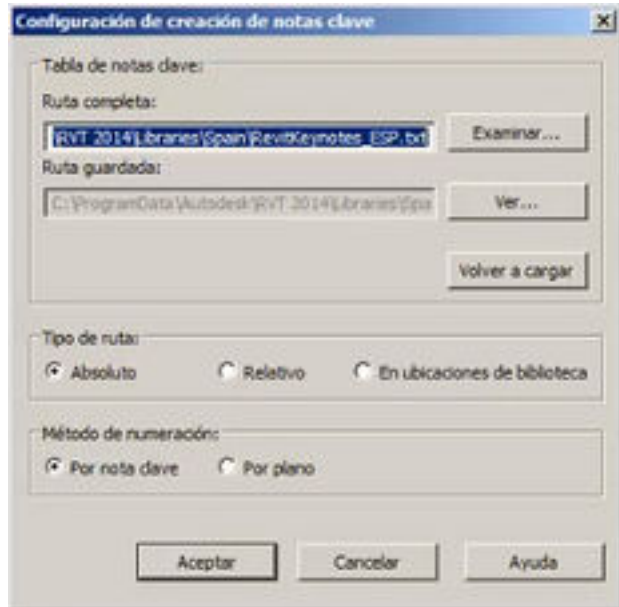 Configuración de creación de notas clave
Tabla de notas clave:
Ruta completa:
\RVT 2014\Libraries\Spain\RevitKeynotes_ESP.txt
Examinar...
Ruta guardada:
C:\ProgramData\Autodesk\RVT 2014\Libraries\Spa
Ver...
Volver a cargar
Tipo de ruta:
Absoluto Relativo En ubicaciones de biblioteca
Método de numeración:
Por nota clave Por plano
Aceptar Cancelar Ayuda